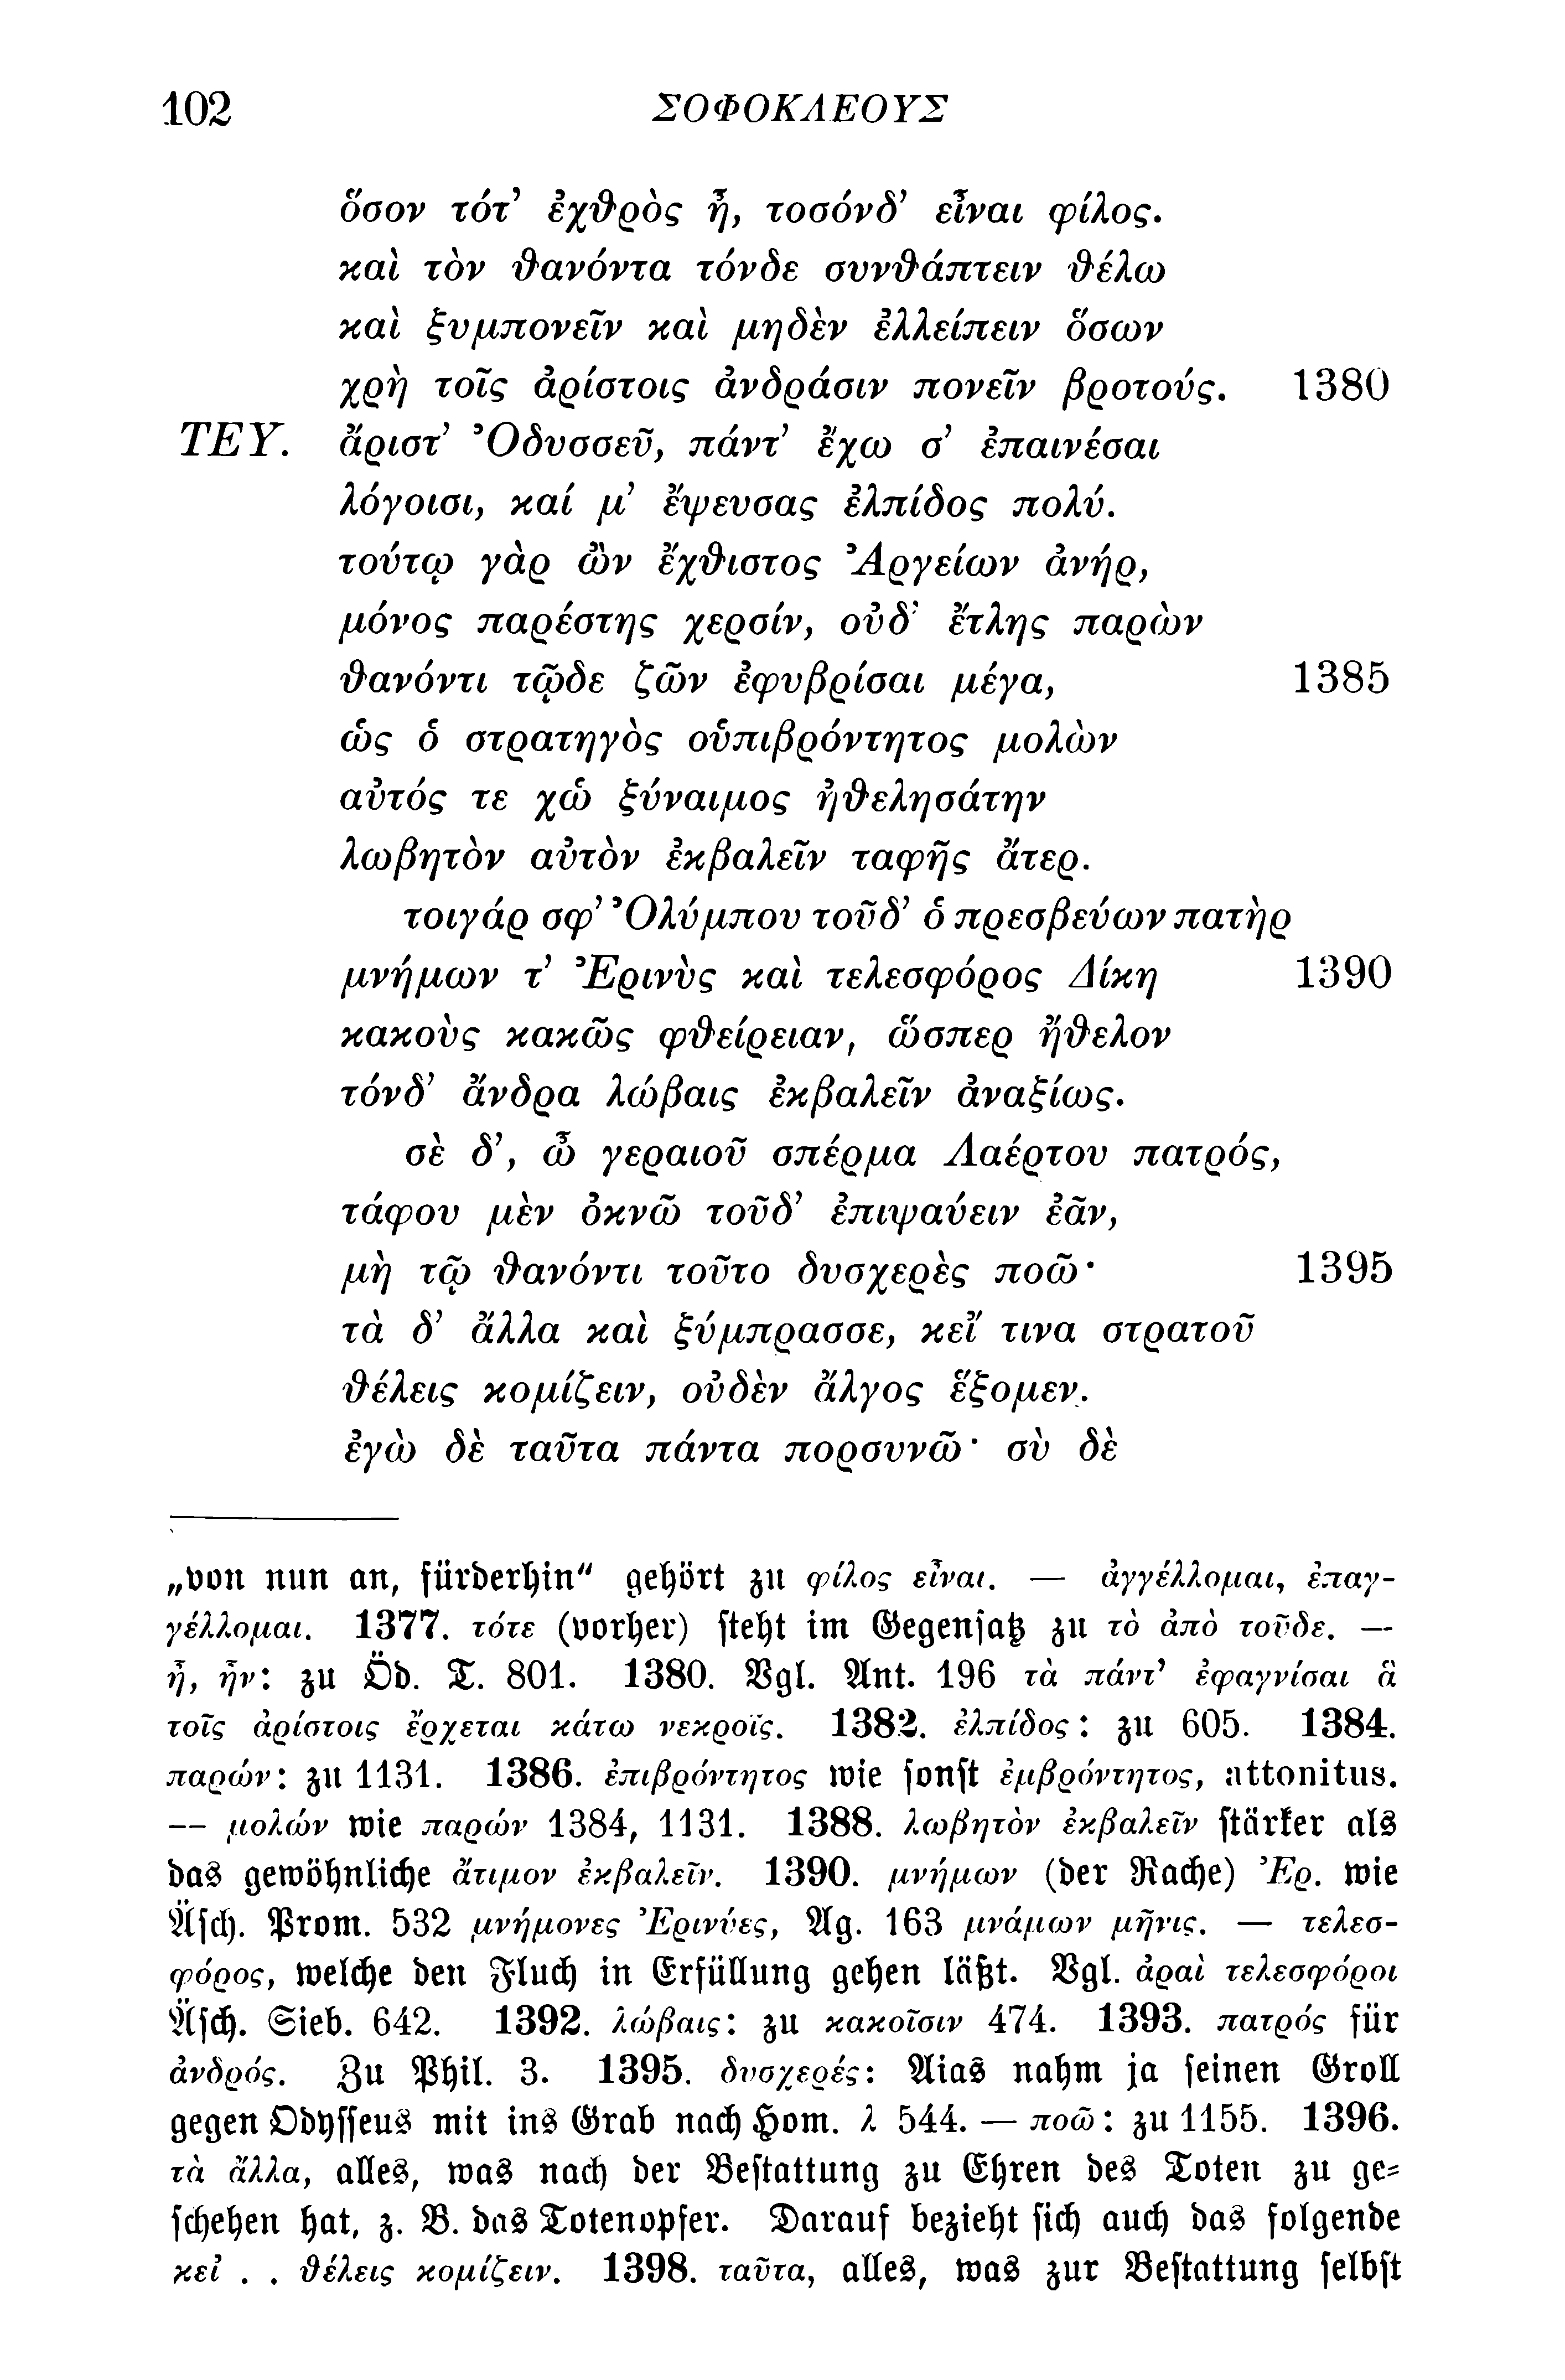 102 ΣΟΦΟΚΛΕΟΥΣ
ὅσον τότ’ ἐχϑρὸς ἦ, τοσόνδ’ εἶναι φίλος.
καὶ τὸν ϑανόντα τόνδε συνϑάπτειν ϑέλω
καὶ ξυμπονεῖν καὶ μηδὲν ἐλλείπειν ὅσων
χρὴ τοῖς ἀρίστοις ἀνδράσιν πονεῖν βροτούς. 1380
ΤΕΥ. ἄριστ’ Ὀδυσσεῦ, πάντ’ ἔχω σ’ ἐπαινέσαι
λόγοισι, καί μ’ ἔψευσας ἐλπίδος πολύ.
τούτῳ γὰρ ὢν ἔχϑιστος Ἀργείων ἀνήρ,
μόνος παρέστης χερσίν, οὐδ’ ἔτλης παρὼν
ϑανόντι τῷδε ζῶν ἐφυβρίσαι μέγα, 1385
ὡς ὁ στρατηγὸς οὑπιβρόντητος μολὼν
αὐτός τε χὠ ξύναιμος ἠϑελησάτην
λωβητὸν αὐτὸν ἐκβαλεῖν ταφῆς ἄτερ.
τοιγάρ σφ’ Ὀλύμπου τοῦδ’ ὁ πρεσβεύων πατὴρ
μνήμων τ’ Ἐρινὺς καὶ τελεσφόρος Δίκη 1390
κακοὺς κακῶς φϑείρειαν, ὥσπερ ἤϑελον
τόνδ’ ἄνδρα λώβαις ἐκβαλεῖν ἀναξίως.
σὲ δ’, ὦ γεραιοῦ σπέρμα Λαέρτου πατρός,
τάφου μὲν ὀκνῶ τοῦδ’ ἐπιψαύειν ἐᾶν,
μὴ τῷ ϑανόντι τοῦτο δυσχερὲς ποῶ· 1395
τὰ δ’ ἄλλα καὶ ξύμπρασσε, κεἴ τινα στρατοῦ
ϑέλεις κομίζειν, οὐδὲν ἄλγος ἕξομεν.
ἐγὼ δὲ ταῦτα πάντα πορσυνῶ· σὺ δὲ
„von nun an, fürderhin“ gehört zu φίλος εἶναι. — ἀγγέλλομαι, ἐπαγ-
γέλλομαι. 1377. τότε (vorher) steht im Gegensatz zu τὸ ἀπὸ τοῦδε. —
ἦ, ἦν: zu Öd. T. 801. 1380. Vgl. Ant. 196 τὰ πάντ’ ἐφαγνίσαι ἃ
τοῖς ἀρίστοις ἔρχεται κάτω νεκροῖς. 1382. ἐλπίδος: zu 605. 1384.
παρών: zu 1131. 1386. ἐπιβρόντητος wie sonst ἐμβρόντητος, attonitus.
— μολών wie παρών 1384, 1131. 1388. λωβητὸν ἐκβαλεῖν stärker als
das gewöhnliche ἄτιμον ἐκβαλεῖν. 1390. μνήμων (der Rache) Ἐρ. wie
Äsch. Prom. 532 μνήμονες Ἐρινύες, Ag. 163 μνάμων μῆνις. — τελεσ-
φόρος, welche den Fluch in Erfüllung gehen läßt. Vgl. ἀραὶ τελεσφόροι
Äsch. Sieb. 642. 1392. λώβαις: zu κακοῖσιν 474. 1393. πατρός für
ἀνδρός. Zu Phil. 3. 1395. δυσχερές: Aias nahm ja seinen Groll
gegen Odysseus mit ins Grab nach Hom. λ 544. — ποῶ: zu 1155. 1396.
τὰ ἄλλα, alles, was nach der Bestattung zu Ehren des Toten zu ge-
schehen hat, z. B. das Totenopfer. Darauf bezieht sich auch das folgende
κεἰ . . ϑέλεις κομίζειν. 1398. ταῦτα, alles, was zur Bestattung selbst